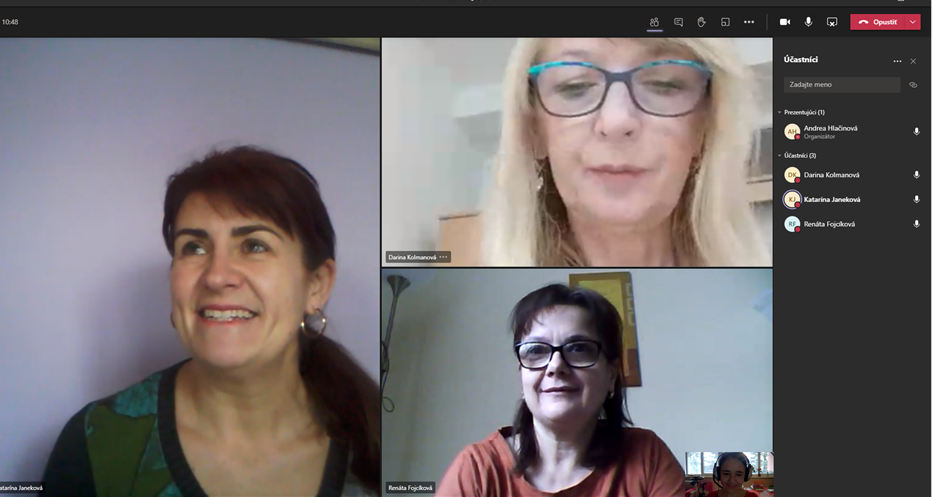 10:48
Opustiť
Účastníci
Zadajte meno
Prezentujúci (1)
AH
Andrea Hlačinová
Organizátor
Účastníci (3)
DK
Darina Kolmanová
KJ
Katarína Janeková
RF
Renáta Fojcíková
Darina Kolmanová
atarína Janeková
Renáta Fojcíková